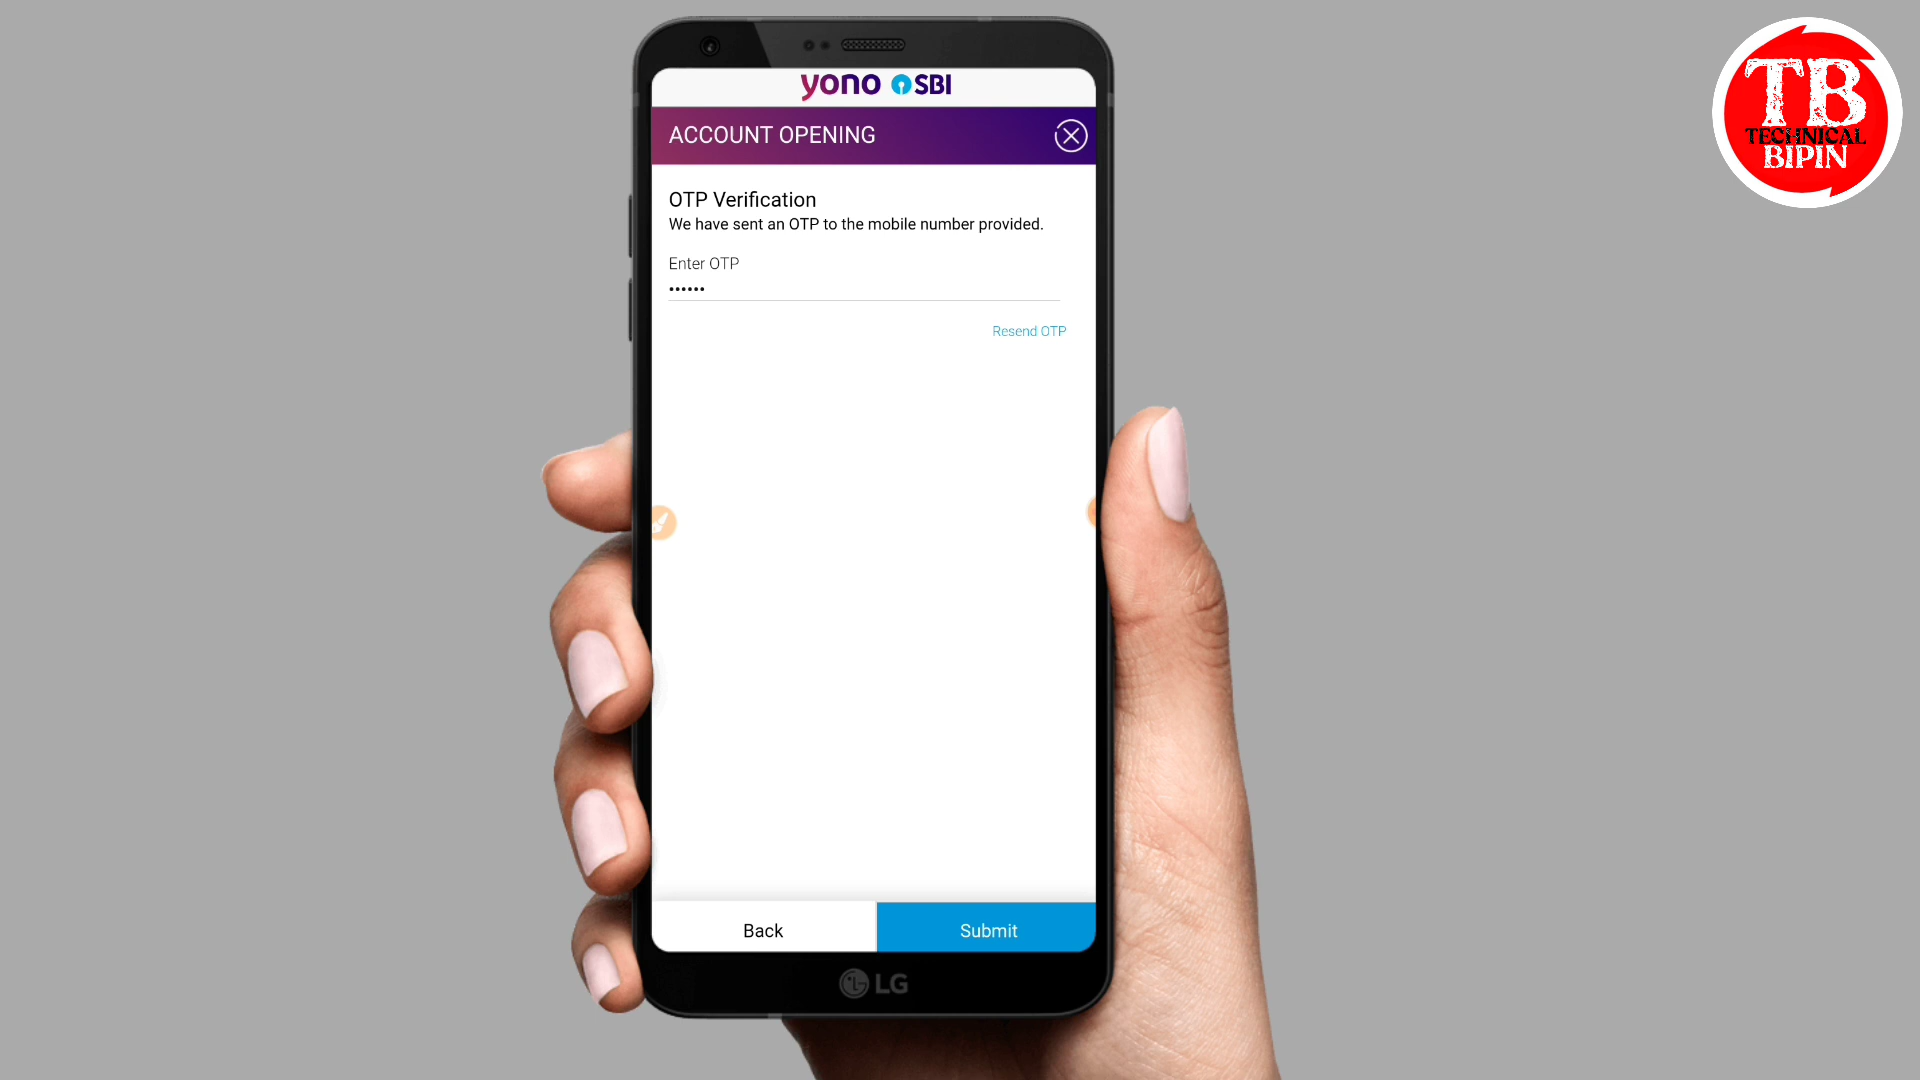 yono SBI
ACCOUNT OPENING
OTP Verification
We have sent an OTP to the mobile number provided.
Enter OTP
••••••
Resend OTP
Back
Submit
LG
TB
TECHNICAL
BIPIN